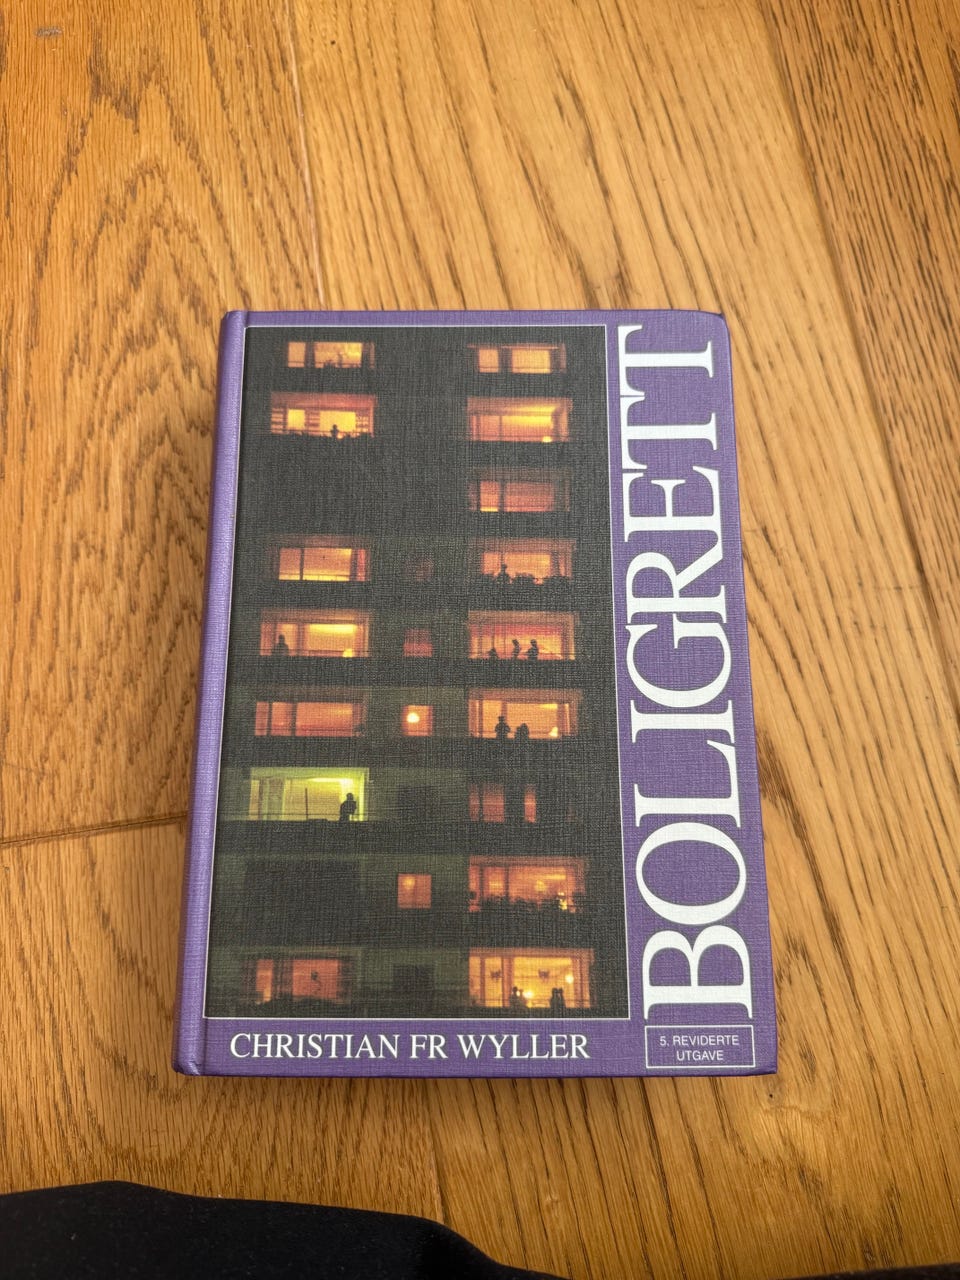 BOLIGRETT
CHRISTIAN FR WYLLER
5. REVIDERTE
UTGAVE